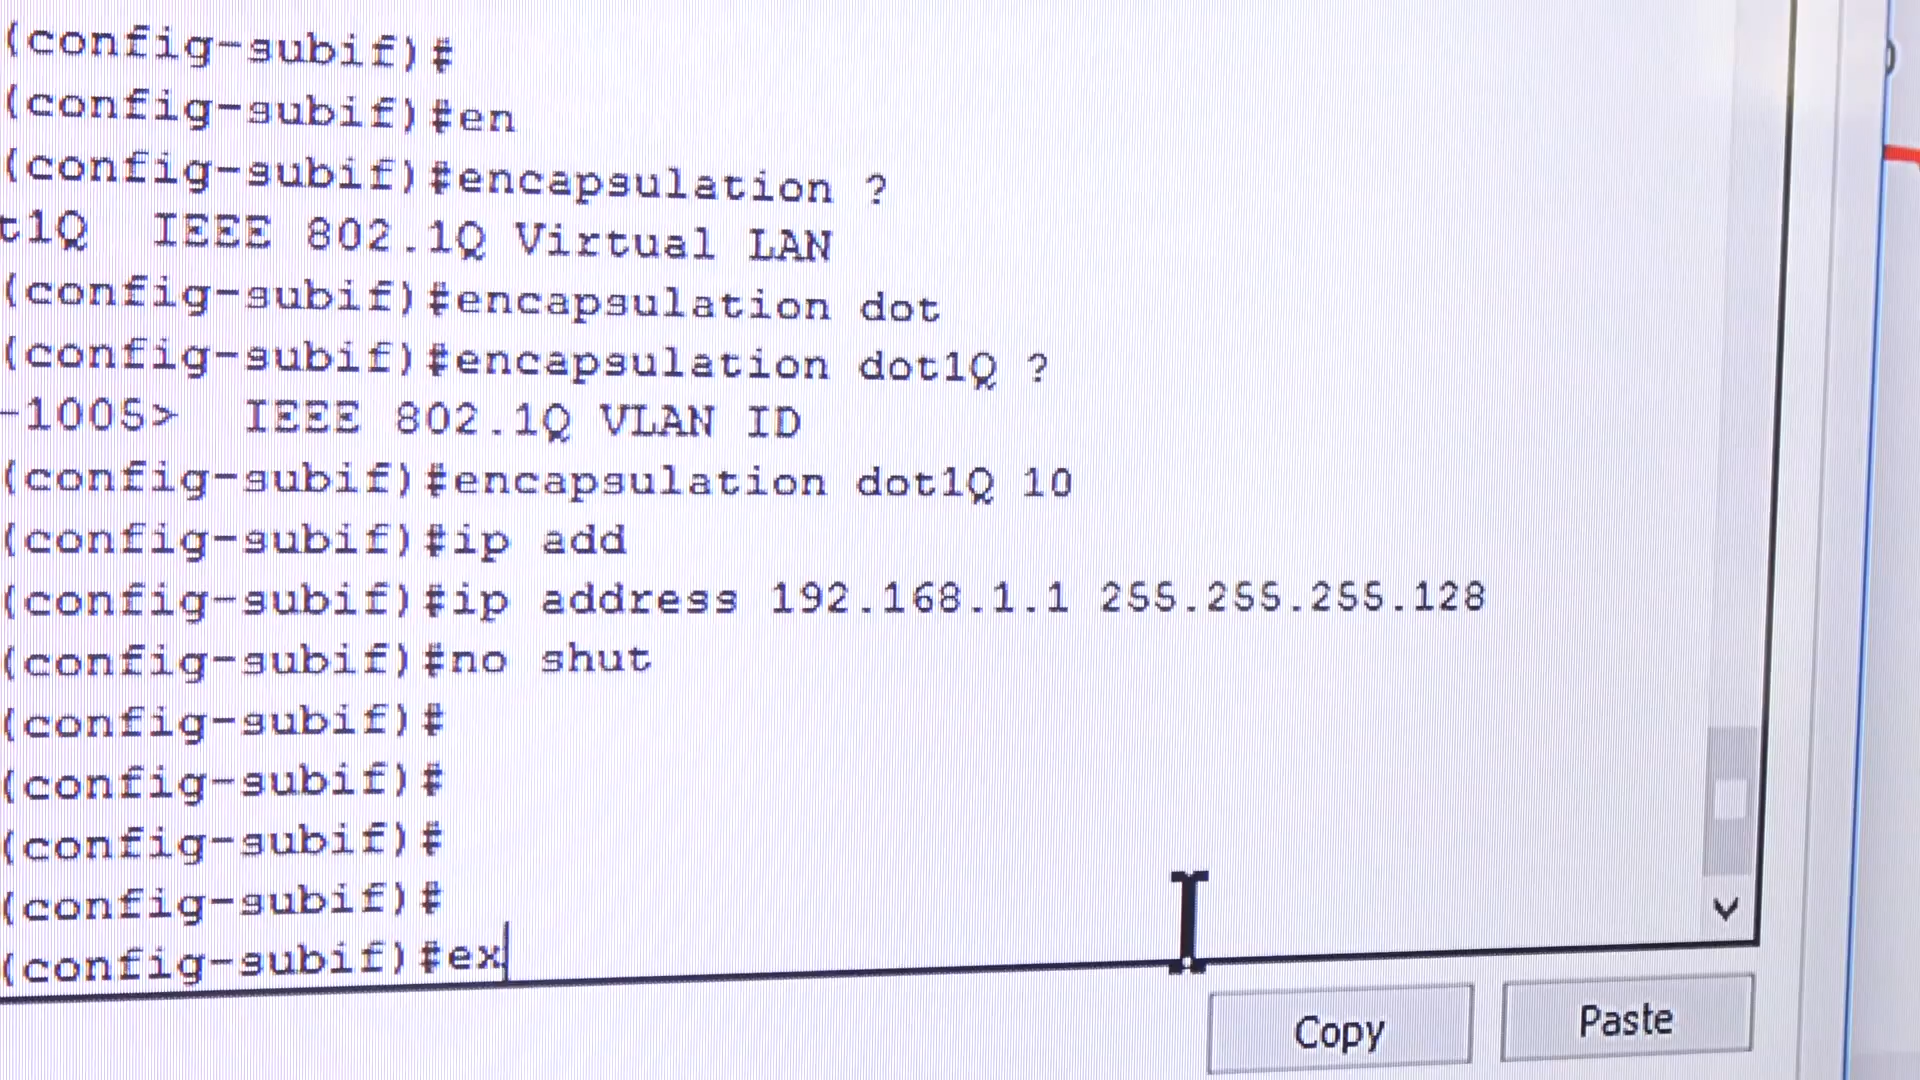 (config-subif)#
(config-subif)#en
(config-subif)#encapsulation ?
t1Q  IEEE 802.1Q Virtual LAN
(config-subif)#encapsulation dot
(config-subif)#encapsulation dot1Q ?
-1005>  IEEE 802.1Q VLAN ID
(config-subif)#encapsulation dot1Q 10
(config-subif)#ip add
(config-subif)#ip address 192.168.1.1 255.255.255.128
(config-subif)#no shut
(config-subif)#
(config-subif)#
(config-subif)#
(config-subif)#
(config-subif)#ex
Copy
Paste